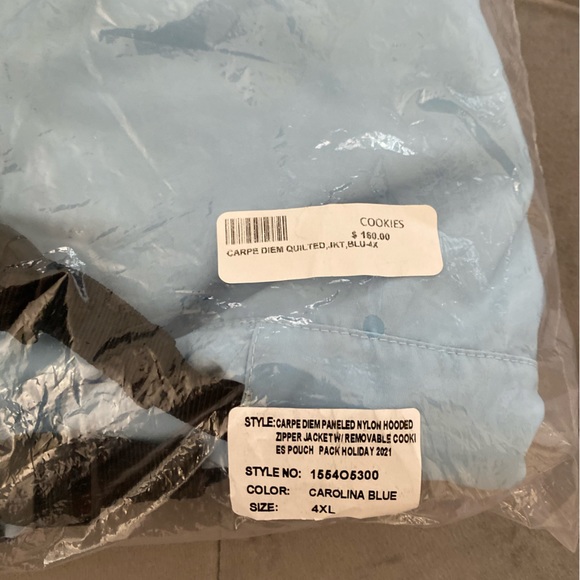 COOKIES
$ 160.00
CARPE DIEM QUILTED,JKT,BLU-4X
STYLE:CARPE DIEM PANELED NYLON HOODED
ZIPPER JACKET W/ REMOVABLE COOKI
ES POUCH PACK HOLIDAY 2021
STYLE NO: 1554O5300
COLOR: CAROLINA BLUE
SIZE: 4XL